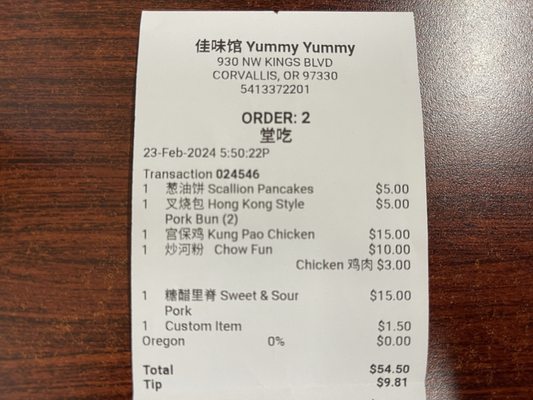 佳味馆 Yummy Yummy
930 NW KINGS BLVD
CORVALLIS, OR 97330
5413372201
ORDER: 2
堂吃
23-Feb-2024 5:50:22P
Transaction 024546
1 葱油饼 Scallion Pancakes $5.00
1 叉烧包 Hong Kong Style $5.00
Pork Bun (2)
1 宫保鸡 Kung Pao Chicken $15.00
1 炒河粉 Chow Fun $10.00
Chicken 鸡肉 $3.00
1 糖醋里脊 Sweet & Sour $15.00
Pork
1 Custom Item $1.50
Oregon 0% $0.00
Total $54.50
Tip $9.81